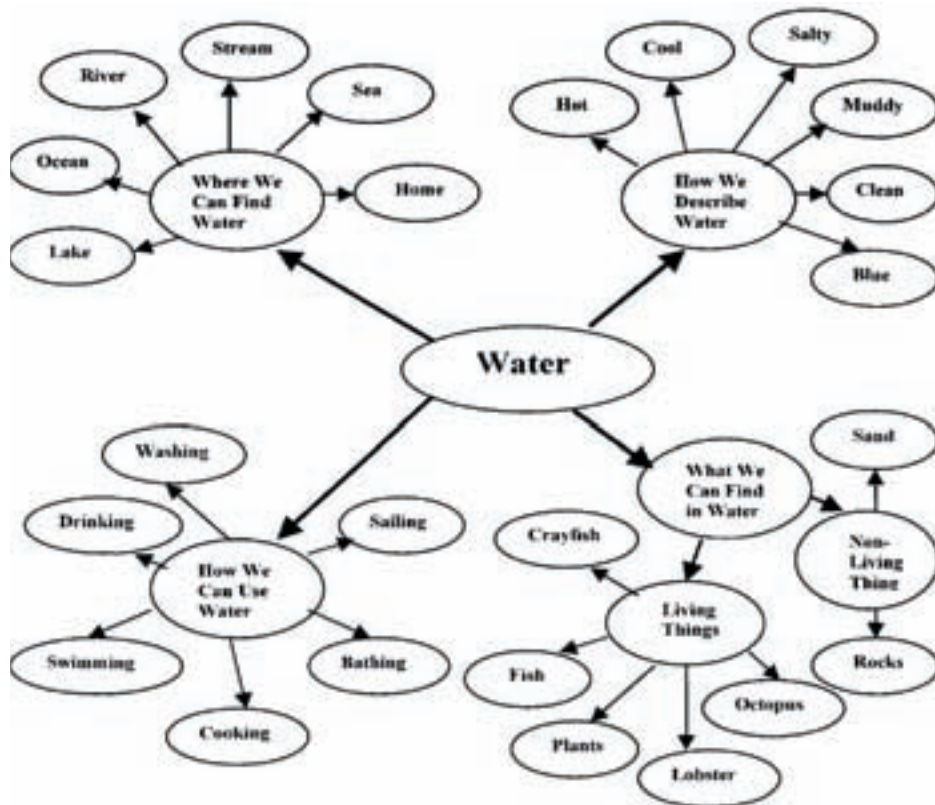 Stream
River
Sea
Ocean
Where We
Can Find
Water
Home
Lake
Cool
Salty
Hot
Muddy
How We
Describe
Water
Clean
Blue
Water
Washing
Drinking
Sailing
How We
Can Use
Water
Swimming
Bathing
Cooking
What We
Can Find
in Water
Sand
Non-
Living
Thing
Rocks
Crayfish
Living
Things
Fish
Octopus
Plants
Lobster